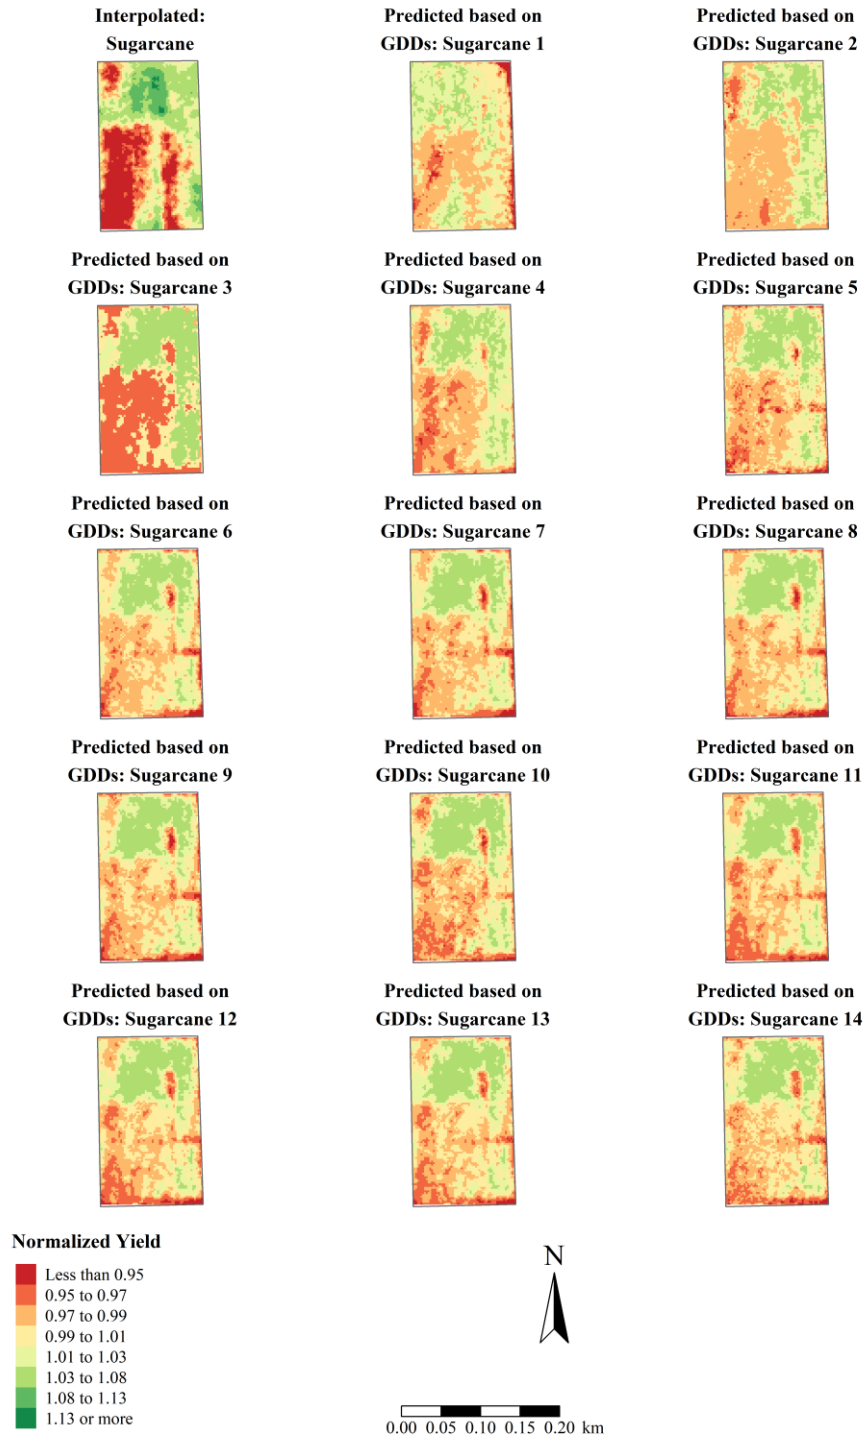 Interpolated:
Sugarcane
Predicted based on
GDDs: Sugarcane 1
Predicted based on
GDDs: Sugarcane 2
Predicted based on
GDDs: Sugarcane 3
Predicted based on
GDDs: Sugarcane 4
Predicted based on
GDDs: Sugarcane 5
Predicted based on
GDDs: Sugarcane 6
Predicted based on
GDDs: Sugarcane 7
Predicted based on
GDDs: Sugarcane 8
Predicted based on
GDDs: Sugarcane 9
Predicted based on
GDDs: Sugarcane 10
Predicted based on
GDDs: Sugarcane 11
Predicted based on
GDDs: Sugarcane 12
Predicted based on
GDDs: Sugarcane 13
Predicted based on
GDDs: Sugarcane 14
Normalized Yield
Less than 0.95
0.95 to 0.97
0.97 to 0.99
0.99 to 1.01
1.01 to 1.03
1.03 to 1.08
1.08 to 1.13
1.13 or more
N
0.00 0.05 0.10 0.20 km